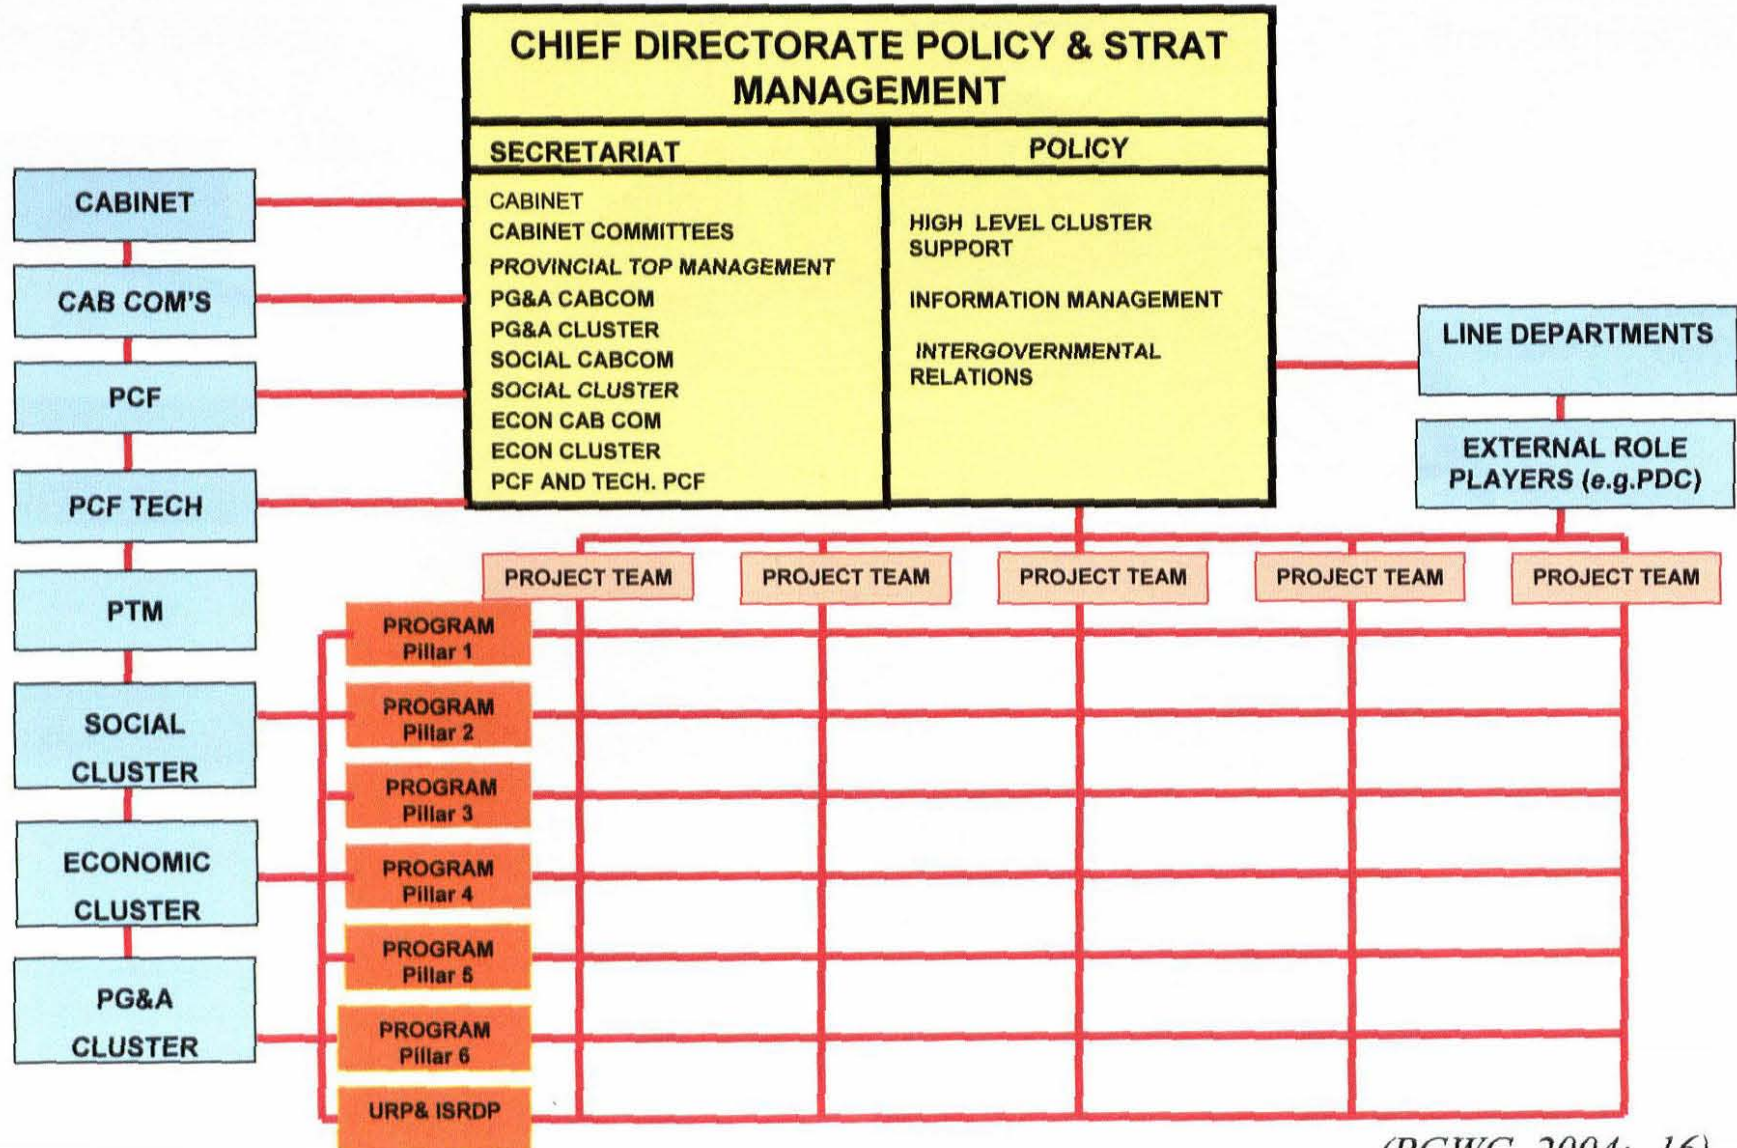 CHIEF DIRECTORATE POLICY & STRAT
MANAGEMENT
SECRETARIAT
POLICY
CABINET
CABINET COMMITTEES
PROVINCIAL TOP MANAGEMENT
PG&A CABCOM
PG&A CLUSTER
SOCIAL CABCOM
SOCIAL CLUSTER
ECON CAB COM
ECON CLUSTER
PCF AND TECH. PCF
HIGH LEVEL CLUSTER
SUPPORT
INFORMATION MANAGEMENT
INTERGOVERNMENTAL
RELATIONS
CABINET
CAB COM'S
PCF
PCF TECH
PTM
SOCIAL
CLUSTER
ECONOMIC
CLUSTER
PG&A
CLUSTER
LINE DEPARTMENTS
EXTERNAL ROLE
PLAYERS (e.g.PDC)
PROJECT TEAM
PROJECT TEAM
PROJECT TEAM
PROJECT TEAM
PROJECT TEAM
PROGRAM
Pillar 1
PROGRAM
Pillar 2
PROGRAM
Pillar 3
PROGRAM
Pillar 4
PROGRAM
Pillar 5
PROGRAM
Pillar 6
URP& ISRDP
(PGWC, 2004: 16)